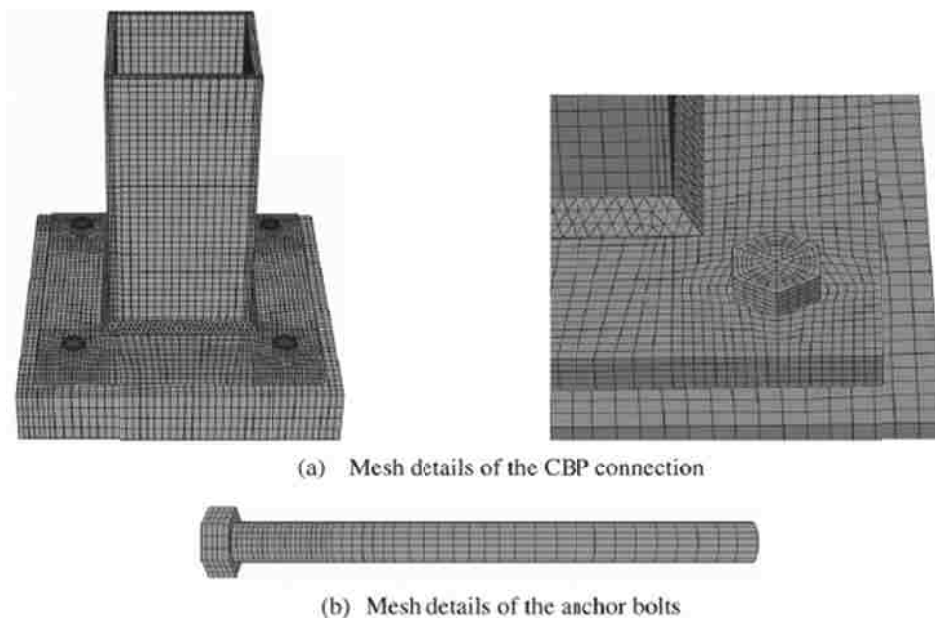 (a) Mesh details of the CBP connection
(b) Mesh details of the anchor bolts